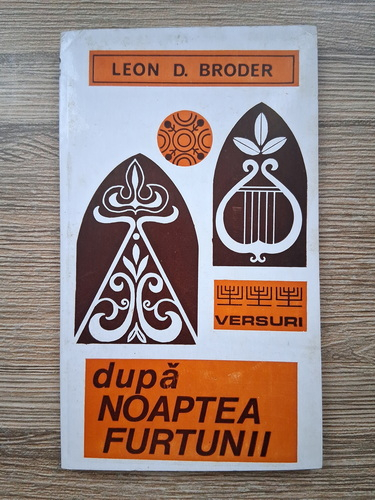 LEON D. BRODER
VERSURI
după
NOAPTEA
FURTUNII